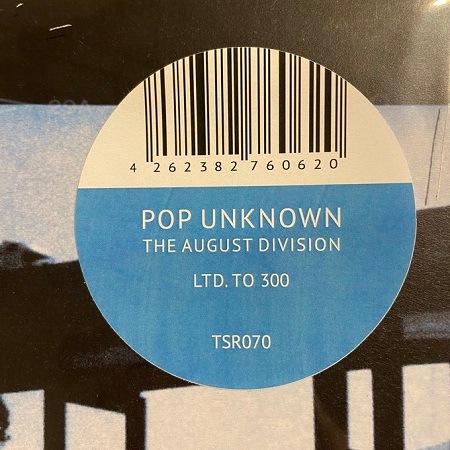 4 262382 760620
POP UNKNOWN
THE AUGUST DIVISION
LTD. TO 300
TSR070